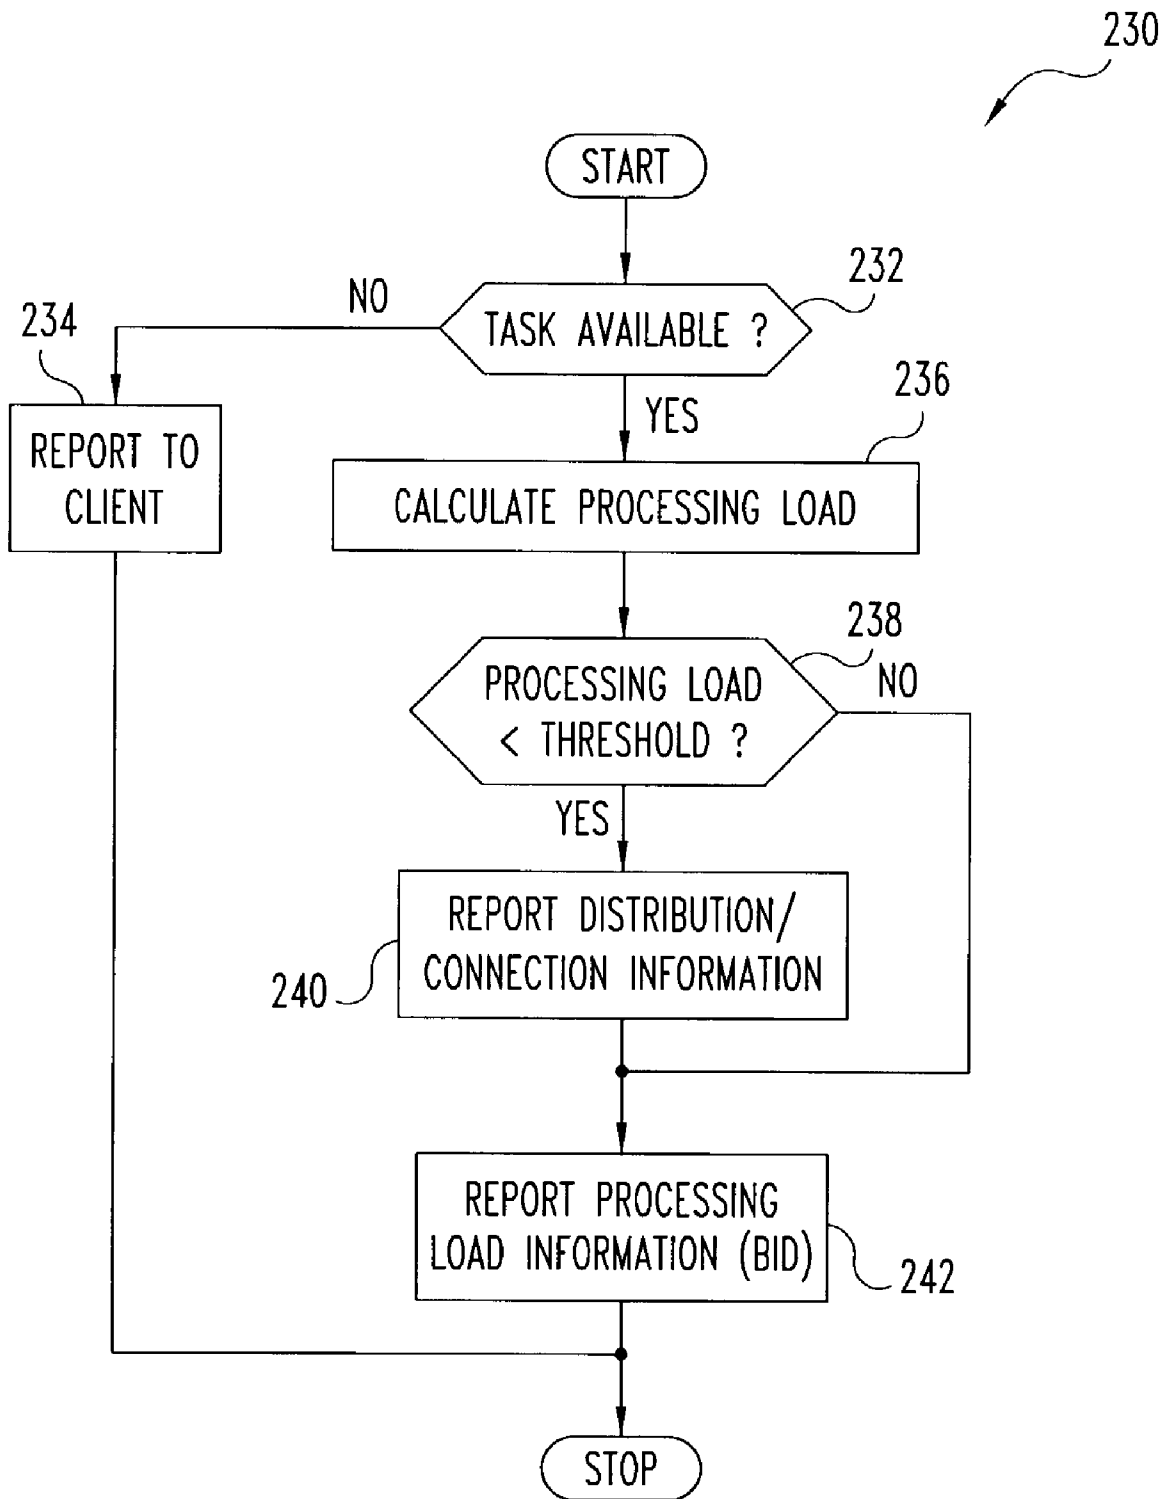 230
START
232
NO
TASK AVAILABLE ?
234
236
YES
REPORT TO
CLIENT
CALCULATE PROCESSING LOAD
238
NO
PROCESSING LOAD
< THRESHOLD ?
YES
REPORT DISTRIBUTION/
CONNECTION INFORMATION
240
REPORT PROCESSING
LOAD INFORMATION (BID)
242
STOP